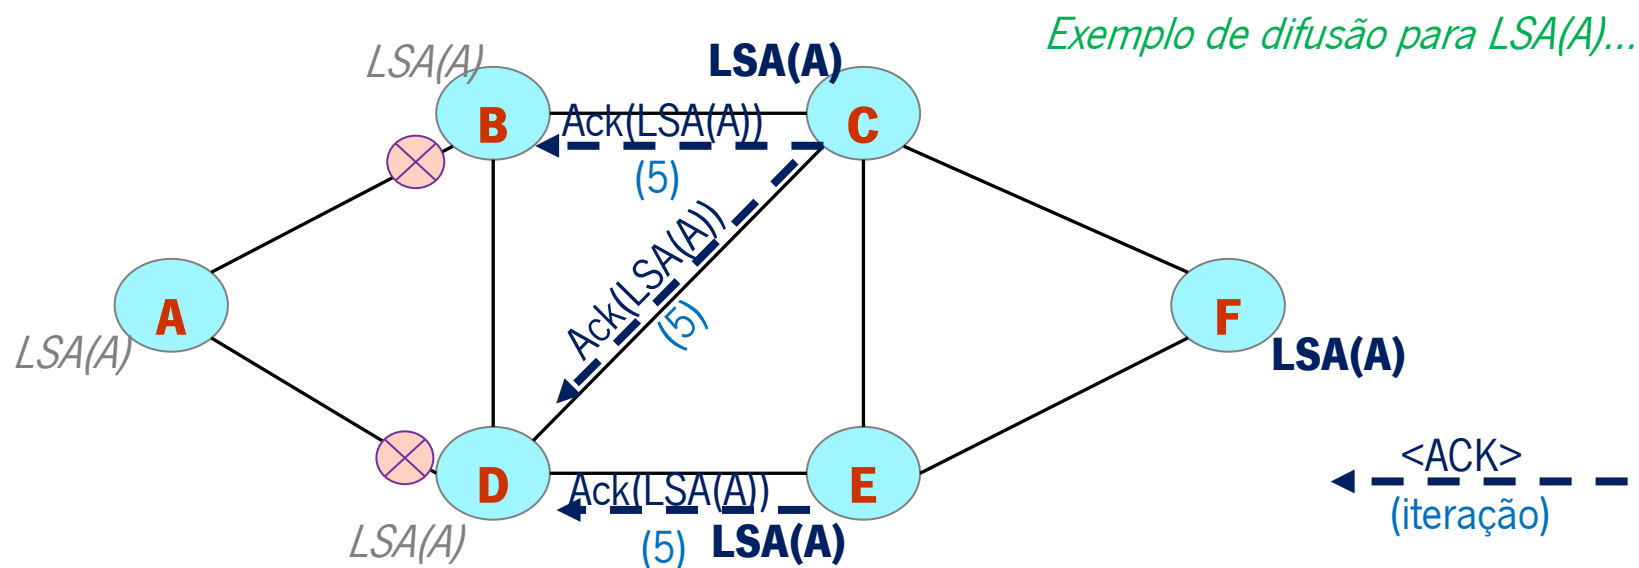 Exemplo de difusão para LSA(A)...
LSA(A)
LSA(A)
B
Ack(LSA(A))
C
(5)
Ack(LSA(A))
(5)
A
LSA(A)
F
LSA(A)
D
Ack(LSA(A))
E
LSA(A)
(5)
LSA(A)
<ACK>
(iteração)